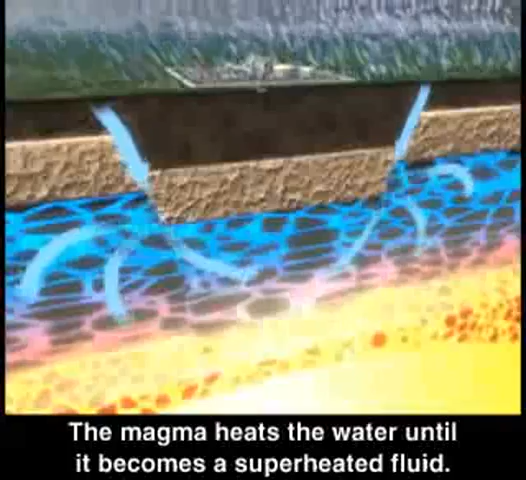 The magma heats the water until
it becomes a superheated fluid.